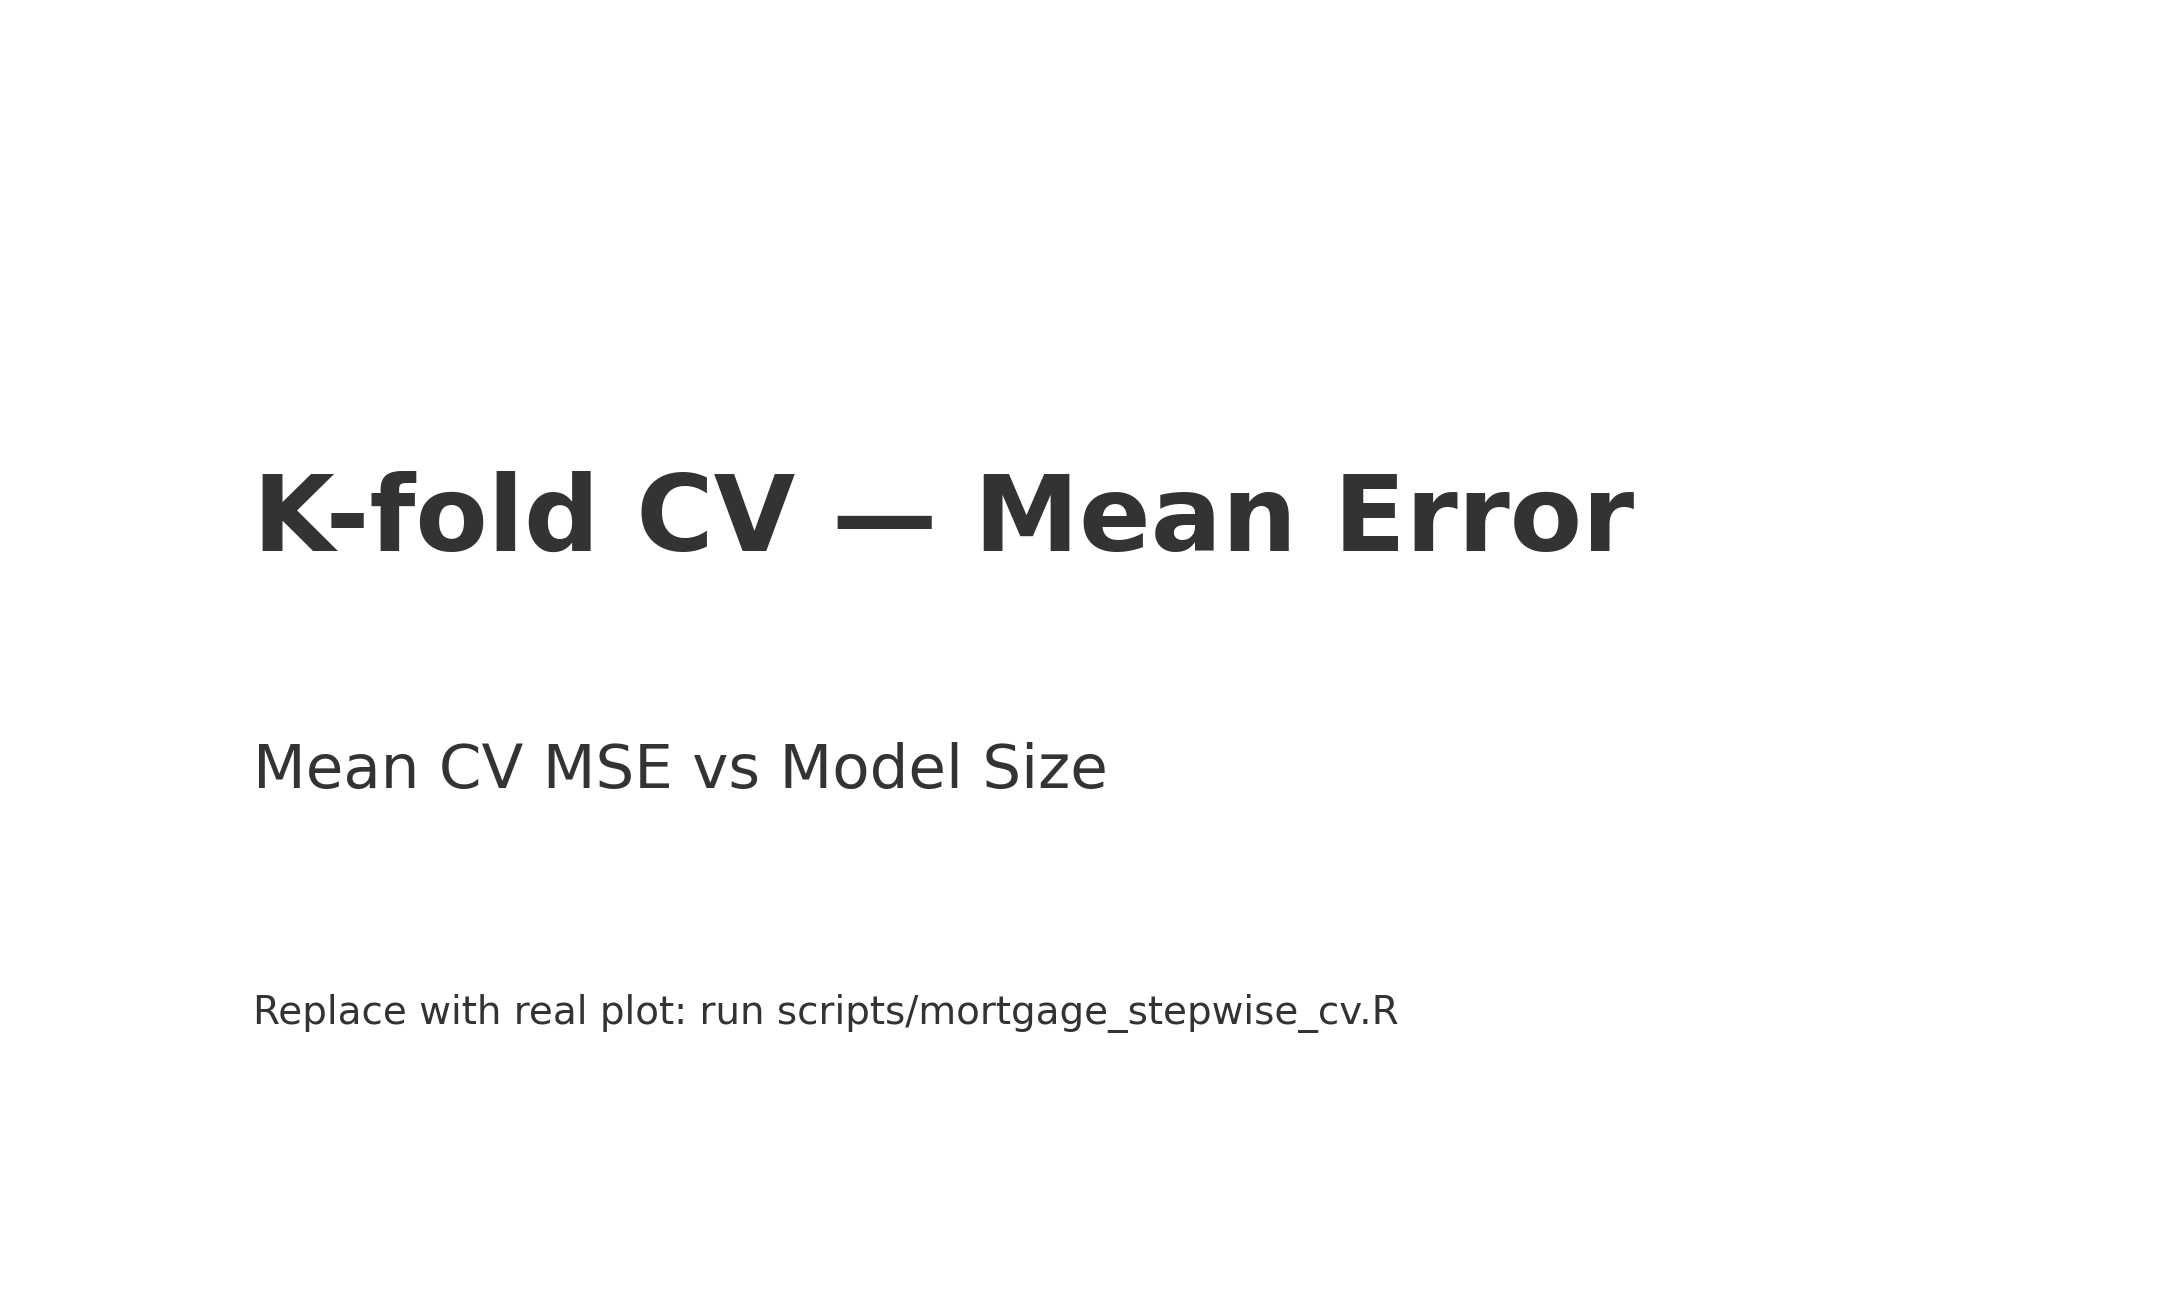 K-fold CV — Mean Error
Mean CV MSE vs Model Size
Replace with real plot: run scripts/mortgage_stepwise_cv.R